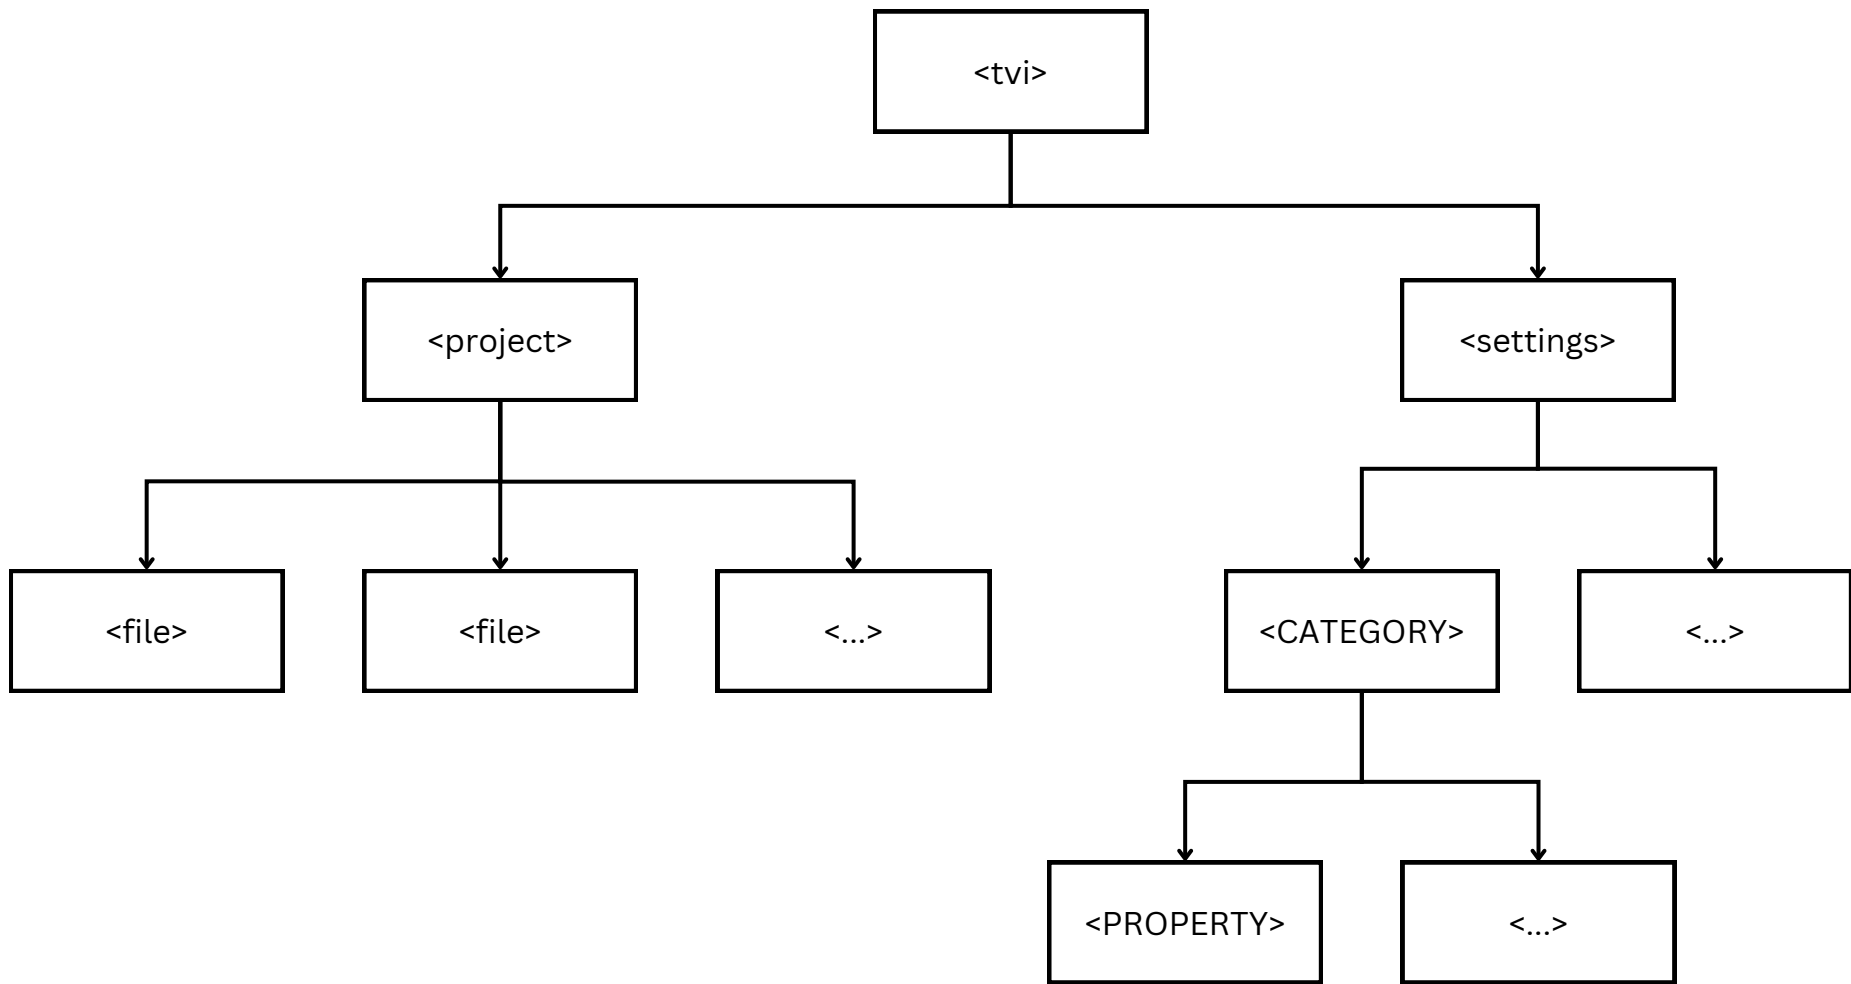 <tvi>
<project>
<settings>
<file>
<file>
<...>
<CATEGORY>
<...>
<PROPERTY>
<...>